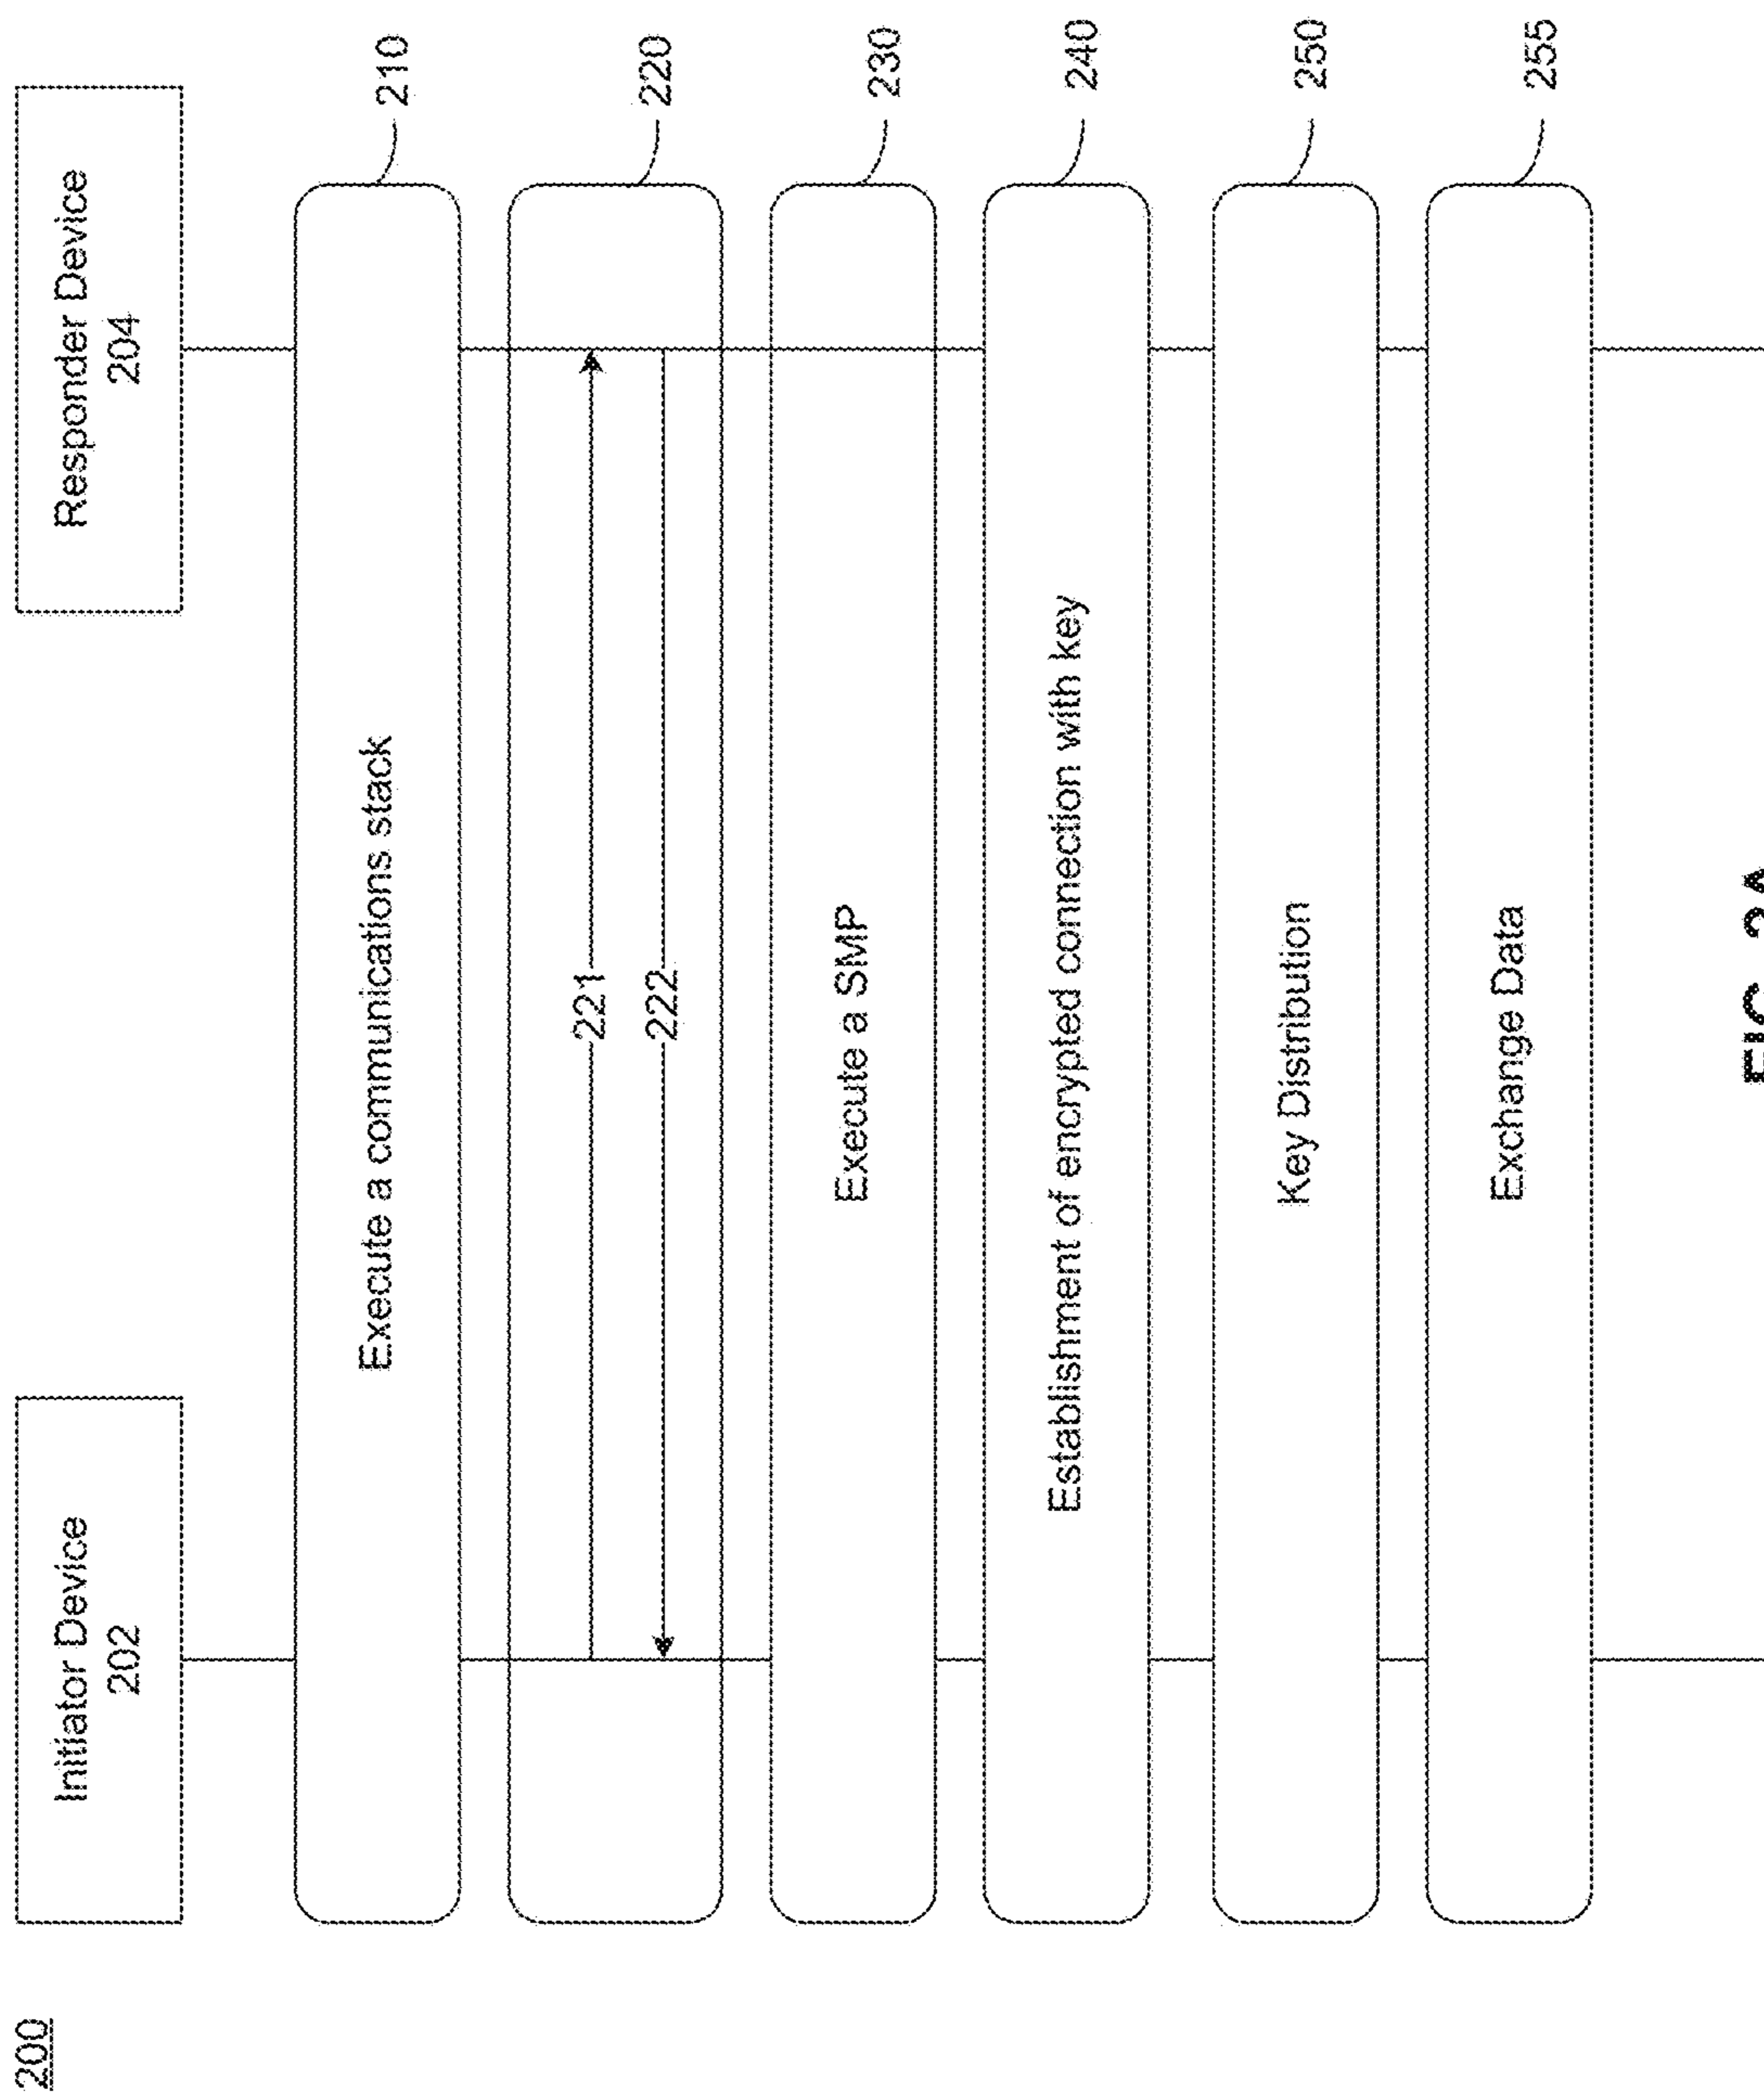 200
Initiator Device
202
Responder Device
204
Execute a communications stack
210
220
221
222
Execute a SMP
230
Establishment of encrypted connection with key
240
Key Distribution
250
Exchange Data
255